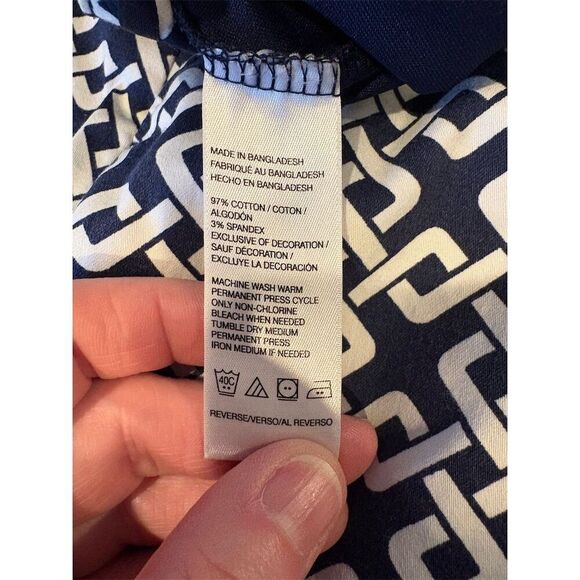 MADE IN BANGLADESH
FABRIQUÉ AU BANGLADESH
HECHO EN BANGLADESH
97% COTTON / COTON /
ALGODÓN
3% SPANDEX
EXCLUSIVE OF DECORATION /
SAUF DÉCORATION /
EXCLUYE LA DECORACIÓN
MACHINE WASH WARM
PERMANENT PRESS CYCLE
ONLY NON-CHLORINE
BLEACH WHEN NEEDED
TUMBLE DRY MEDIUM
PERMANENT PRESS
IRON MEDIUM IF NEEDED
40C
REVERSE/VERSO/AL REVERSO